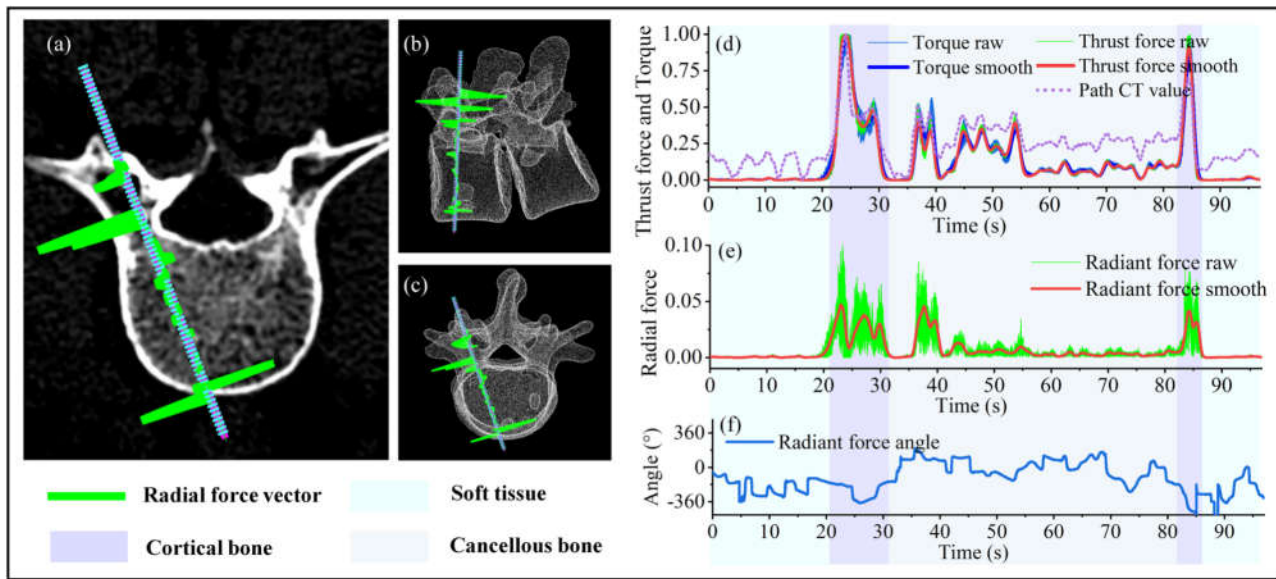 (a)
(b)
(c)
Radial force vector
Soft tissue
Cortical bone
Cancellous bone
(d)
Torque raw
Thrust force raw
Torque smooth
Thrust force smooth
Path CT value
Thrust force and Torque
1.00
0.75
0.50
0.25
0.00
0 10 20 30 40 50 60 70 80 90
Time (s)
(e)
Radiant force raw
Radiant force smooth
Radial force
0.10
0.05
0.00
0 10 20 30 40 50 60 70 80 90
Time (s)
(f)
Radiant force angle
Angle (°)
360
0
-360
0 10 20 30 40 50 60 70 80 90
Time (s)